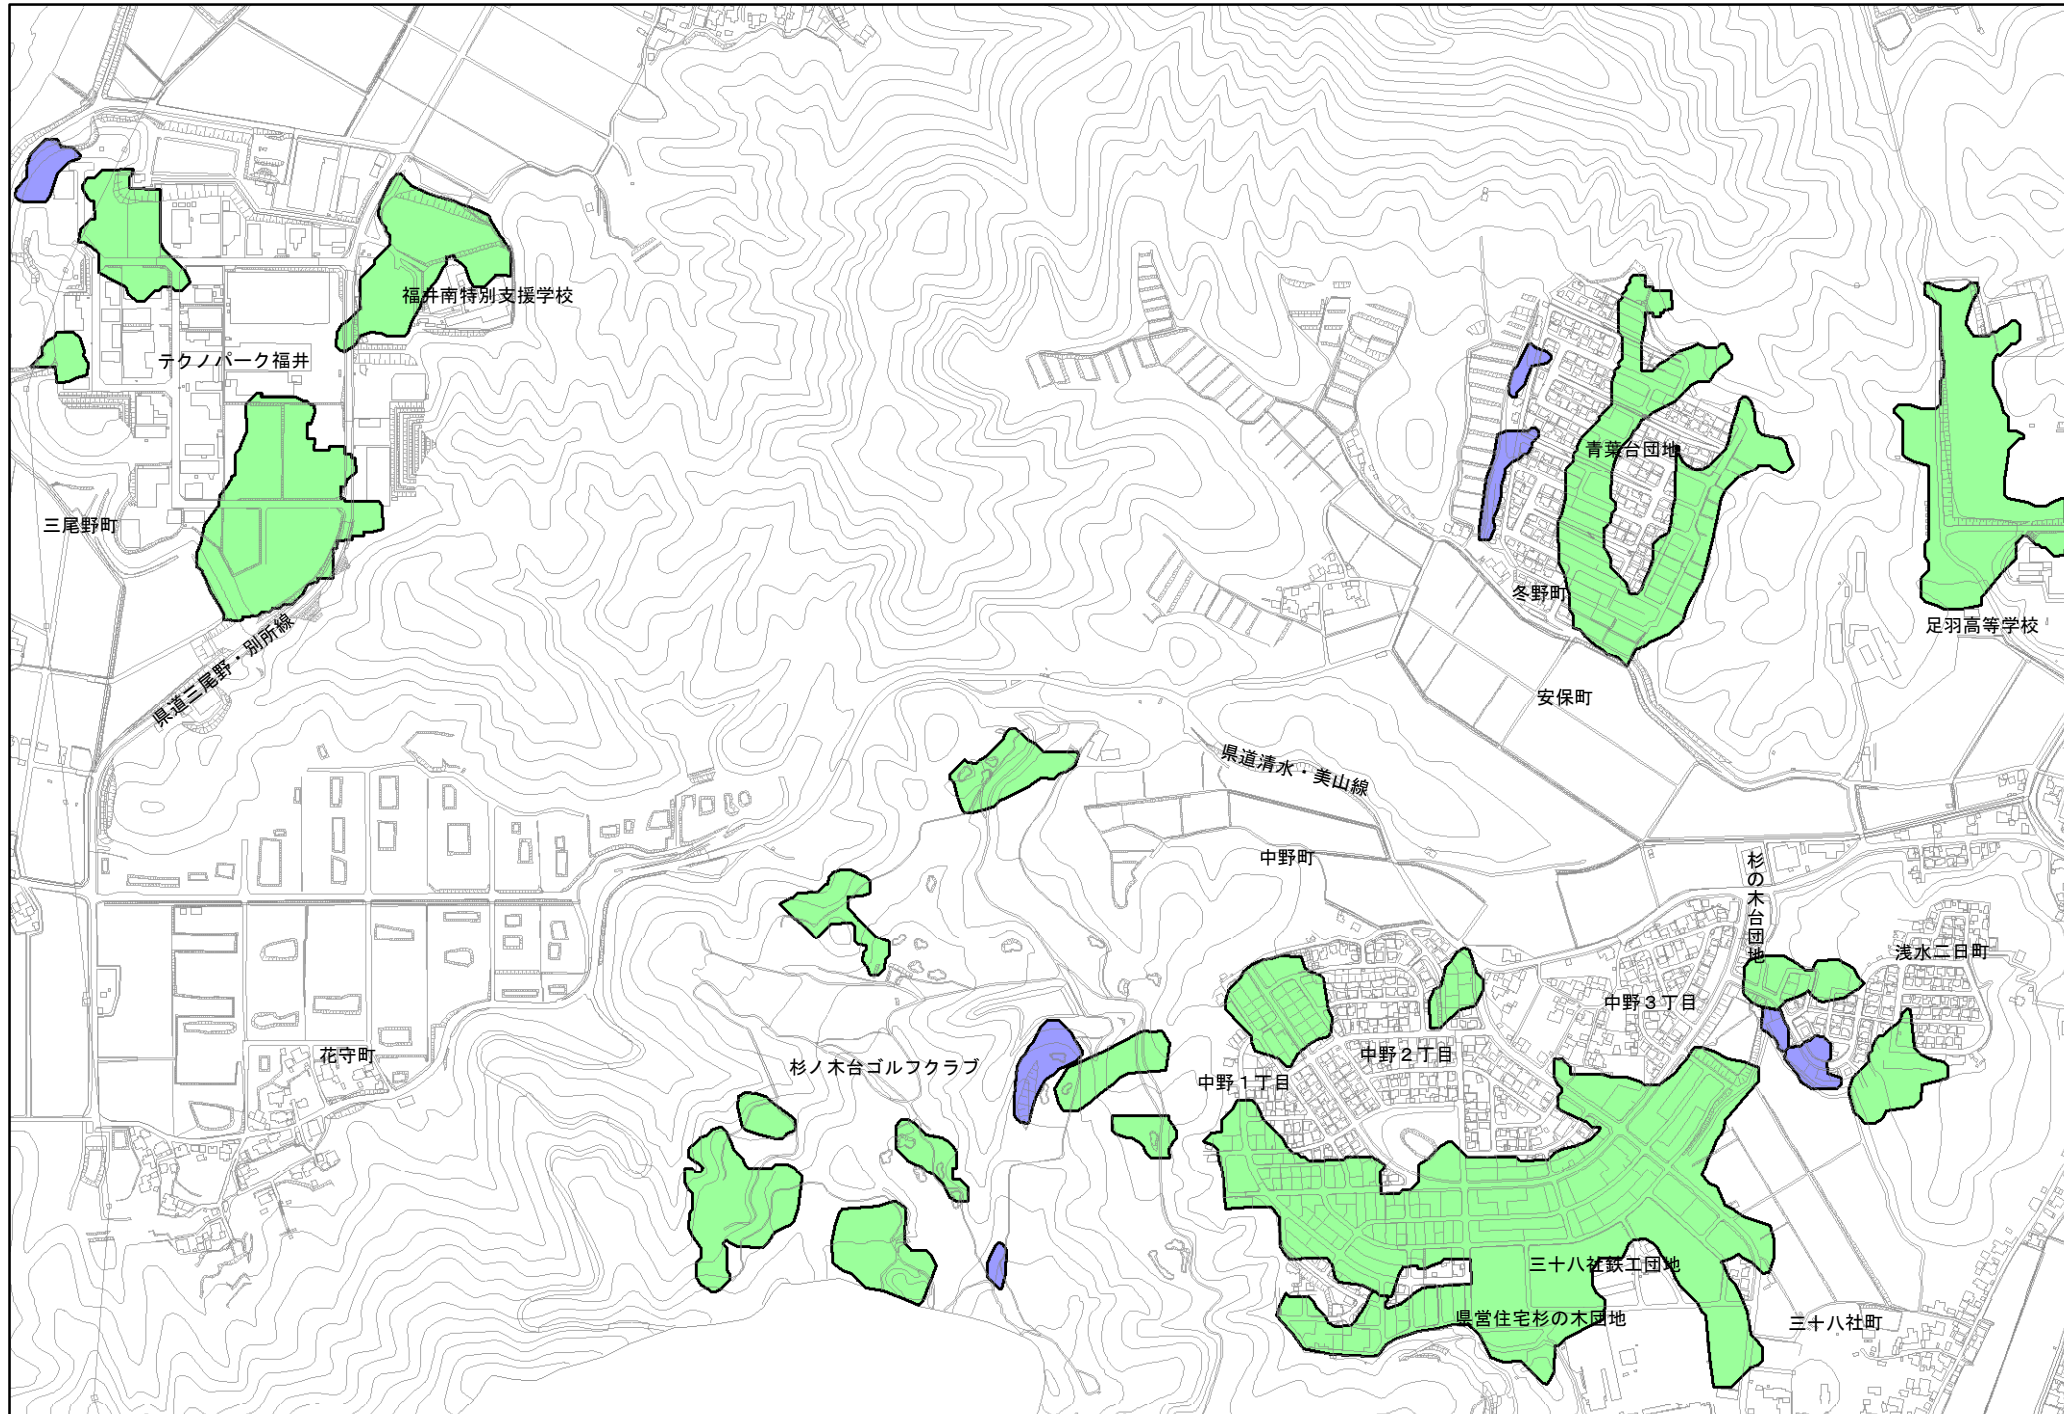 福井南特別支援学校
テクノパーク福井
青葉台団地
三尾野町
冬野町
足羽高等学校
県道三尾野・別所線
安保町
県道清水・美山線
中野町
杉の木台団地
浅水二日町
中野3丁目
花守町
杉ノ木台ゴルフクラブ
中野2丁目
中野1丁目
三十八社鉄工団地
県営住宅杉の木団地
三十八社町